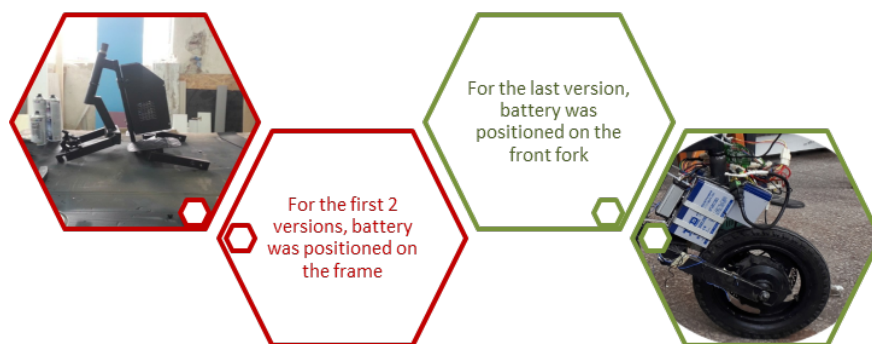 For the first 2
versions, battery
was positioned on
the frame
For the last version,
battery was
positioned on the
front fork